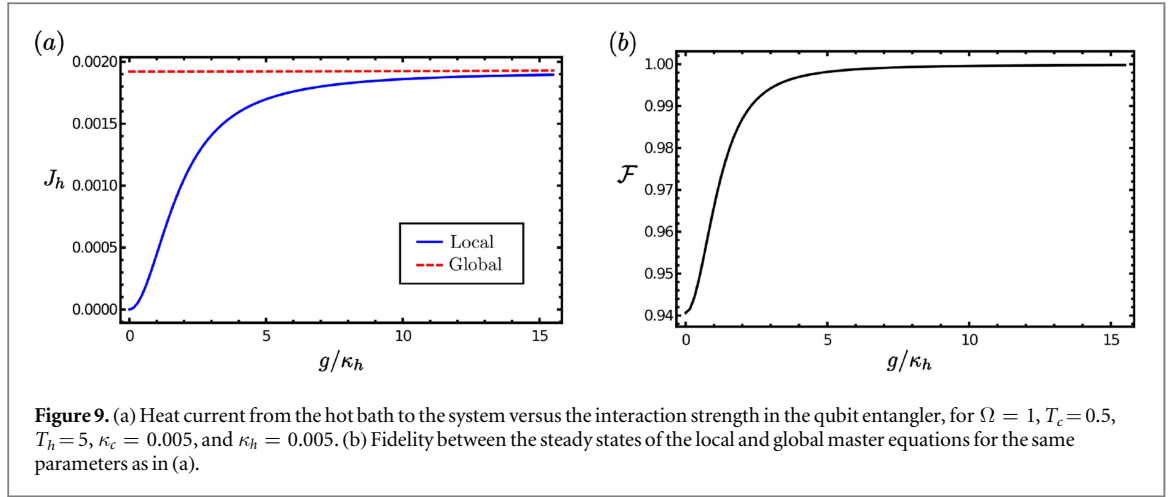 (a)
0.0020
0.0015
J_h 0.0010
0.0005
0.0000
Local
Global
0 5 10 15
g/κ_h
(b)
1.00
0.99
0.98
ℱ 0.97
0.96
0.95
0.94
0 5 10 15
g/κ_h
Figure 9. (a) Heat current from the hot bath to the system versus the interaction strength in the qubit entangler, for Ω = 1, T_c = 0.5,
T_h = 5, κ_c = 0.005, and κ_h = 0.005. (b) Fidelity between the steady states of the local and global master equations for the same
parameters as in (a).